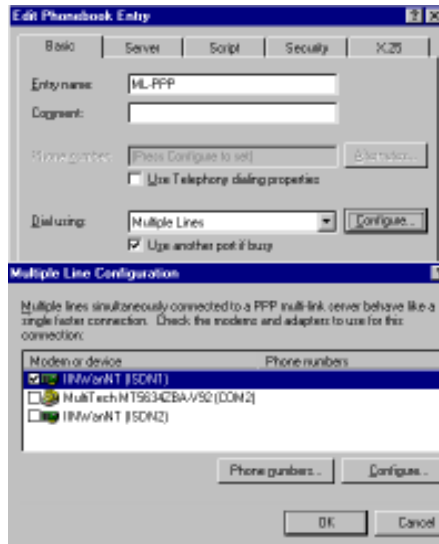 Edit Phonebook Entry
Basic Server Script Security X.25
Entry name: ML-PPP
Comment:
Phone number: (Press Configure to set) Alternates...
Use Telephony dialing properties
Dial using: Multiple Lines Configure...
Use another port if busy
Multiple Line Configuration
Multiple lines simultaneously connected to a PPP multi-link server behave like a
single faster connection. Check the modems and adapters to use for this
connection:
Modem or device Phone numbers
(ISDN1)
MultiTech MT5634ZBA-V92 (COM2)
(ISDN2)
Phone numbers... Configure...
OK Cancel